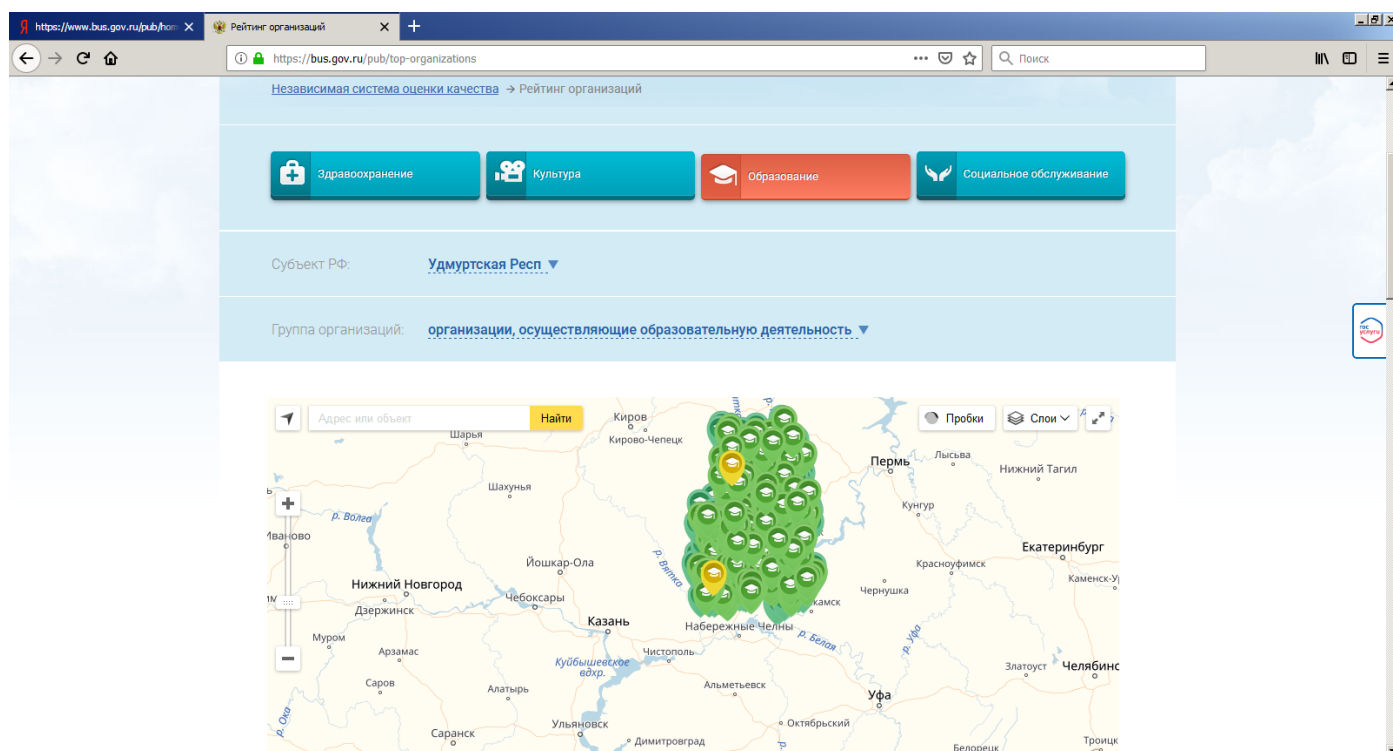 https://www.bus.gov.ru/pub/hom
Рейтинг организаций
https://bus.gov.ru/pub/top-organizations
Поиск
Независимая система оценки качества → Рейтинг организаций
Здравоохранение
Культура
Образование
Социальное обслуживание
Субъект РФ:
Удмуртская Респ
Группа организаций:
организации, осуществляющие образовательную деятельность
гос
услуги
Адрес или объект
Найти
Пробки
Слои
Киров
Кирово-Чепецк
Шарья
Пермь
Лысьва
Нижний Тагил
Шахунья
Кунгур
р. Волга
Иваново
Екатеринбург
Йошкар-Ола
р. Вятка
Красноуфимск
Нижний Новгород
Каменск-У
Чебоксары
Чернушка
Дзержинск
камск
Казань
Набережные Челны
р. Белая
р. Уфа
Муром
Арзамас
Чистополь
Куйбышевское
вдхр.
Златоуст
Челябинс
Саров
Алатырь
Альметьевск
Уфа
р. Ока
Ульяновск
Октябрьский
Саранск
Димитровград
Троицк
Белорецк